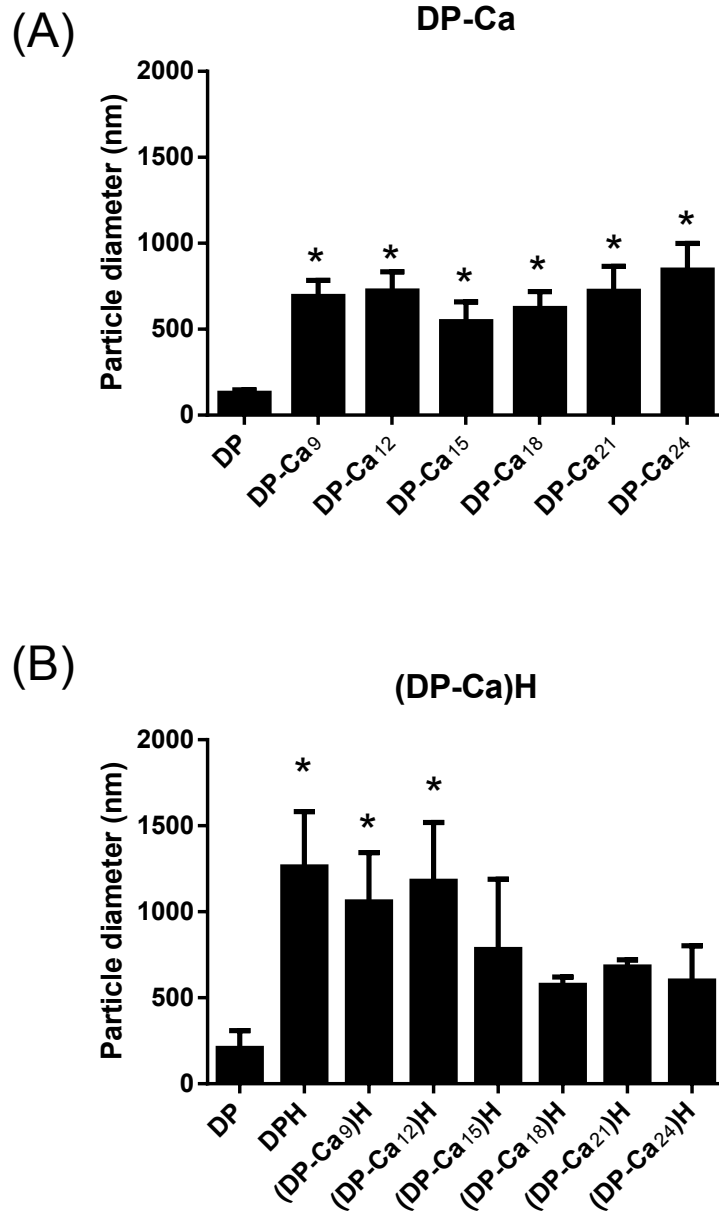 (A)
DP-Ca
Particle diameter (nm)
2000
1500
1000
500
0
* * * * * *
DP
DP-Ca9
DP-Ca12
DP-Ca15
DP-Ca18
DP-Ca21
DP-Ca24
(B)
(DP-Ca)H
Particle diameter (nm)
2000
1500
1000
500
0
* * *
DP
DPH
(DP-Ca9)H
(DP-Ca12)H
(DP-Ca15)H
(DP-Ca18)H
(DP-Ca21)H
(DP-Ca24)H